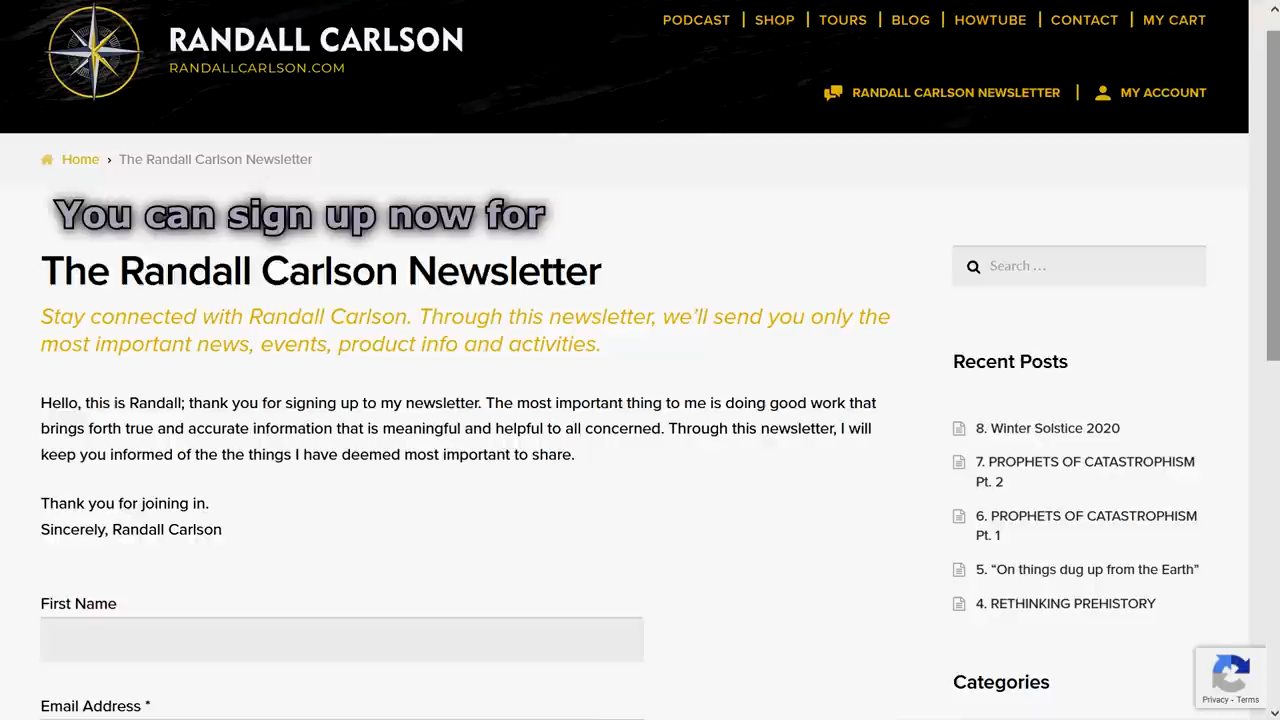 RANDALL CARLSON
RANDALLCARLSON.COM
PODCAST | SHOP | TOURS | BLOG | HOWTUBE | CONTACT | MY CART
RANDALL CARLSON NEWSLETTER | MY ACCOUNT
Home › The Randall Carlson Newsletter
You can sign up now for
The Randall Carlson Newsletter
Stay connected with Randall Carlson. Through this newsletter, we'll send you only the
most important news, events, product info and activities.
Hello, this is Randall; thank you for signing up to my newsletter. The most important thing to me is doing good work that
brings forth true and accurate information that is meaningful and helpful to all concerned. Through this newsletter, I will
keep you informed of the the things I have deemed most important to share.
Thank you for joining in.
Sincerely, Randall Carlson
First Name
Email Address *
Search ...
Recent Posts
8. Winter Solstice 2020
7. PROPHETS OF CATASTROPHISM
Pt. 2
6. PROPHETS OF CATASTROPHISM
Pt. 1
5. “On things dug up from the Earth”
4. RETHINKING PREHISTORY
Categories
Privacy - Terms